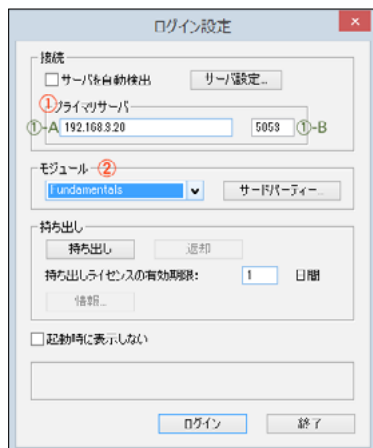 ログイン設定
×
接続
サーバを自動検出 サーバ設定...
①プライマリサーバ
①-A 192.168.3.20 5053 ①-B
モジュール ②
Fundamentals サードパーティー...
持ち出し
持ち出し 返却
持ち出しライセンスの有効期限: 1 日間
情報...
起動時に表示しない
ログイン 終了